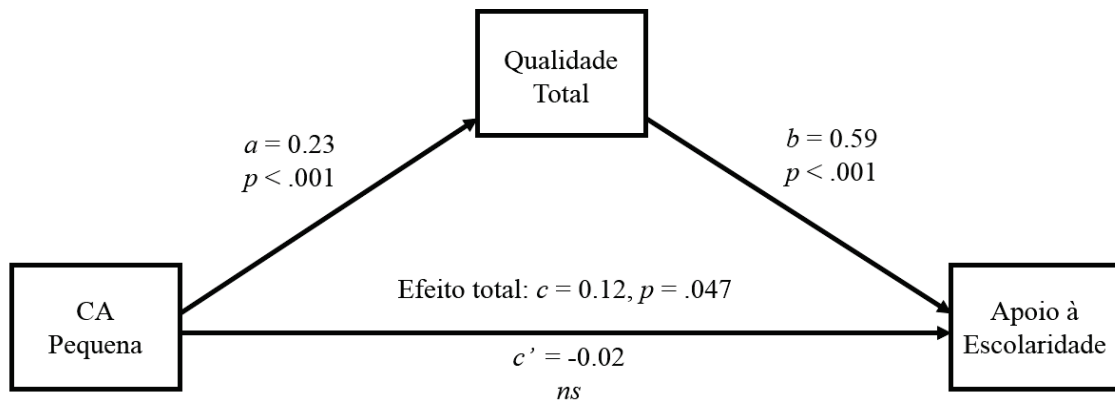 Qualidade
Total
a = 0.23
p < .001
b = 0.59
p < .001
CA
Pequena
Efeito total: c = 0.12, p = .047
c’ = -0.02
ns
Apoio à
Escolaridade